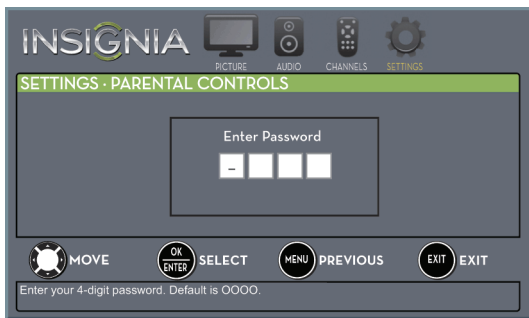 INSIGNIA
PICTURE AUDIO CHANNELS SETTINGS
SETTINGS · PARENTAL CONTROLS
Enter Password
–
MOVE OK ENTER SELECT MENU PREVIOUS EXIT EXIT
Enter your 4-digit password. Default is OOOO.